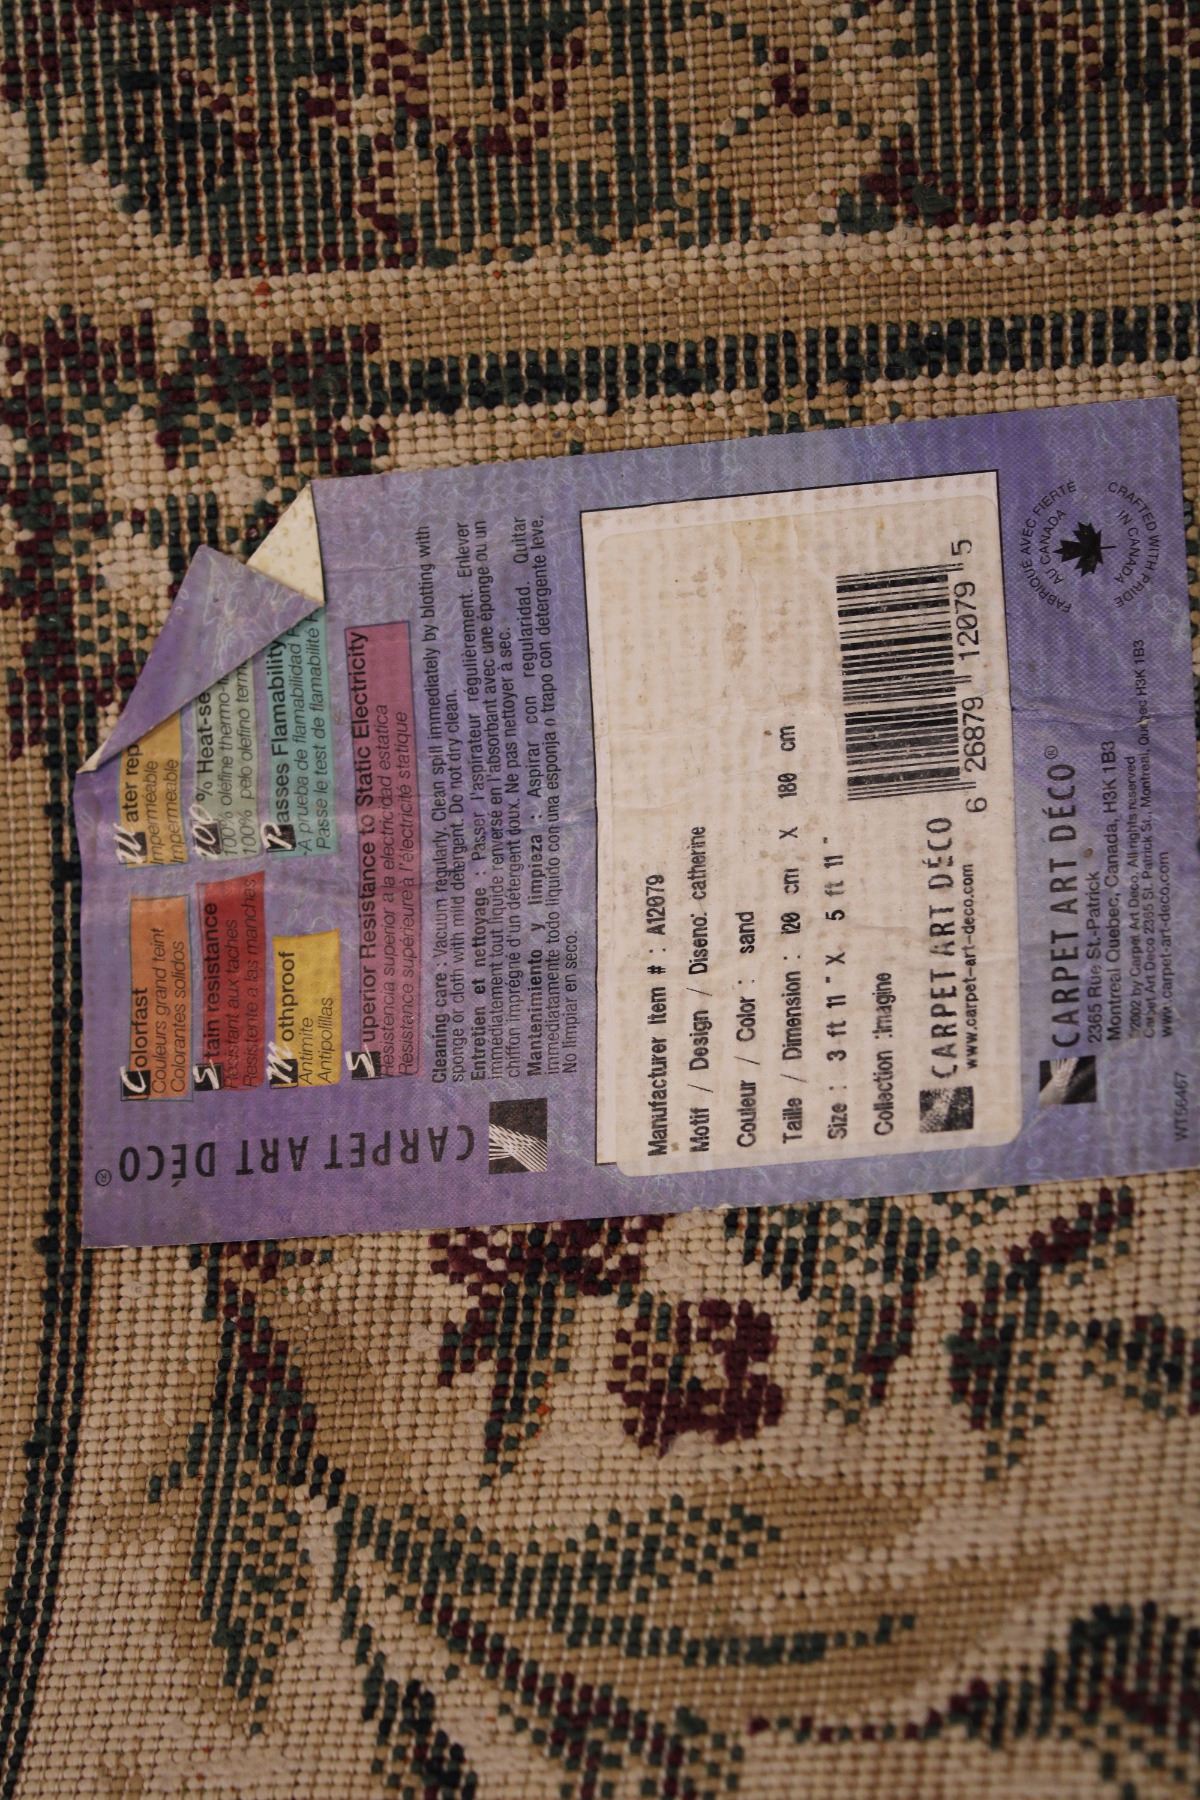 CARPET ART DÉCO®
Colorfast
Couleurs grand teint
Colorantes solidos
Stain resistance
Résistant aux taches
Resistente a las manches
Mothproof
Antimite
Antipolillas
Water rep
Imperméable
Impermeable
100% Heat-se
100% oléfine thermo-
100% pelo olefino term
Passes Flamability
A prueba de flamabilidad
Passe le test de flamabilité
Superior Resistance to Static Electricity
Resistencia superior a la electricidad estatica
Résistance supérieure à l'électricité statique
Cleaning care : Vacuum regularly. Clean spill immediately by blotting with
sponge or cloth with mild detergent. Do not dry clean.
Entretien et nettoyage : Passer l'aspirateur régulièrement. Enlever
immédiatement tout liquide renversé en l'absorbant avec une éponge ou un
chiffon imprégné d'un détergent doux. Ne pas nettoyer à sec.
Mantenimiento y limpieza : Aspirar con regularidad. Quitar
immediatamente todo liquido con una esponja o trapo con detergente leve.
No limpiar en seco.
Manufacturer Item # : A12079
Motif / Design / Diseno: catherine
Couleur / Color : sand
Taille / Dimension : 120 cm X 180 cm
Size : 3 ft 11 " X 5 ft 11 "
Collection :imagine
CARPET ART DÉCO
www.carpet-art-deco.com
6 26879 12079 5
CARPET ART DÉCO®
2365 Rue St.-Patrick
Montreal Quebec, Canada, H3K 1B3
©2002 by Carpet Art Deco. All rights reserved
Carpet Art Deco 2365 St. Patrick St., Montreal, Quebec H3K 1B3
www.carpet-art-deco.com
FABRIQUÉ AVEC FIERTÉ
AU CANADA
CRAFTED WITH PRIDE
IN CANADA
WT56467